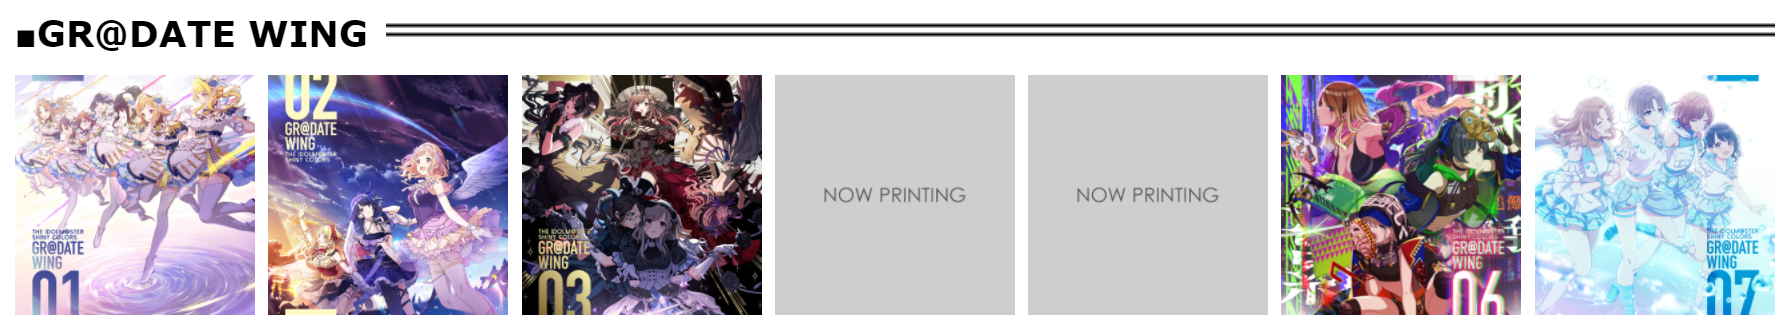 ■GR@DATE WING
THE IDOLM@STER
SHINY COLORS
GR@DATE
WING
01
02
GR@DATE
WING
THE IDOLM@STER
SHINY COLORS
THE IDOLM@STER
SHINY COLORS
GR@DATE
WING
03
NOW PRINTING
NOW PRINTING
THE IDOLM@STER
SHINY COLORS
GR@DATE
WING
06
THE IDOLM@STER
SHINY COLORS
GR@DATE
WING
07